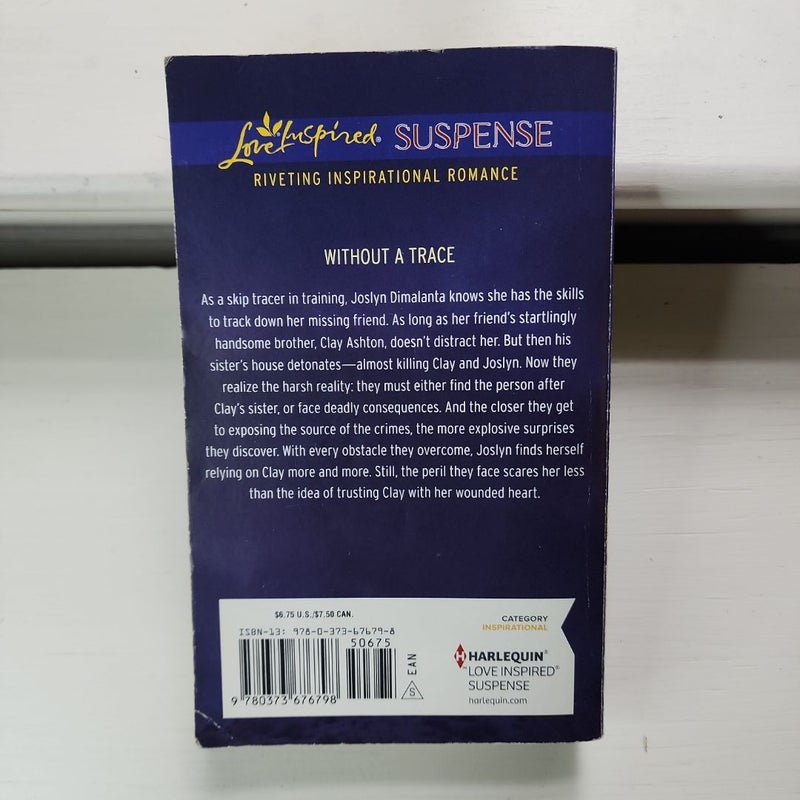 Love Inspired® SUSPENSE
RIVETING INSPIRATIONAL ROMANCE
WITHOUT A TRACE
As a skip tracer in training, Joslyn Dimalanta knows she has the skills
to track down her missing friend. As long as her friend's startlingly
handsome brother, Clay Ashton, doesn't distract her. But then his
sister's house detonates—almost killing Clay and Joslyn. Now they
realize the harsh reality: they must either find the person after
Clay's sister, or face deadly consequences. And the closer they get
to exposing the source of the crimes, the more explosive surprises
they discover. With every obstacle they overcome, Joslyn finds herself
relying on Clay more and more. Still, the peril they face scares her less
than the idea of trusting Clay with her wounded heart.
$6.75 U.S./$7.50 CAN.
ISBN-13: 978-0-373-67679-8
50675
9 780373 676798
EAN
S
CATEGORY
INSPIRATIONAL
HARLEQUIN®
™LOVE INSPIRED®
SUSPENSE
harlequin.com